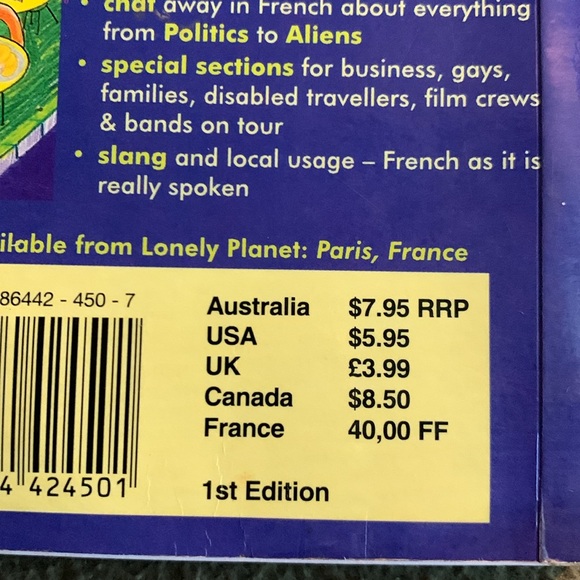 • chat away in French about everything
from Politics to Aliens
• special sections for business, gays,
families, disabled travellers, film crews
& bands on tour
• slang and local usage – French as it is
really spoken
ilable from Lonely Planet: Paris, France
86442 - 450 - 7
Australia $7.95 RRP
USA $5.95
UK £3.99
Canada $8.50
France 40,00 FF
4 424501
1st Edition